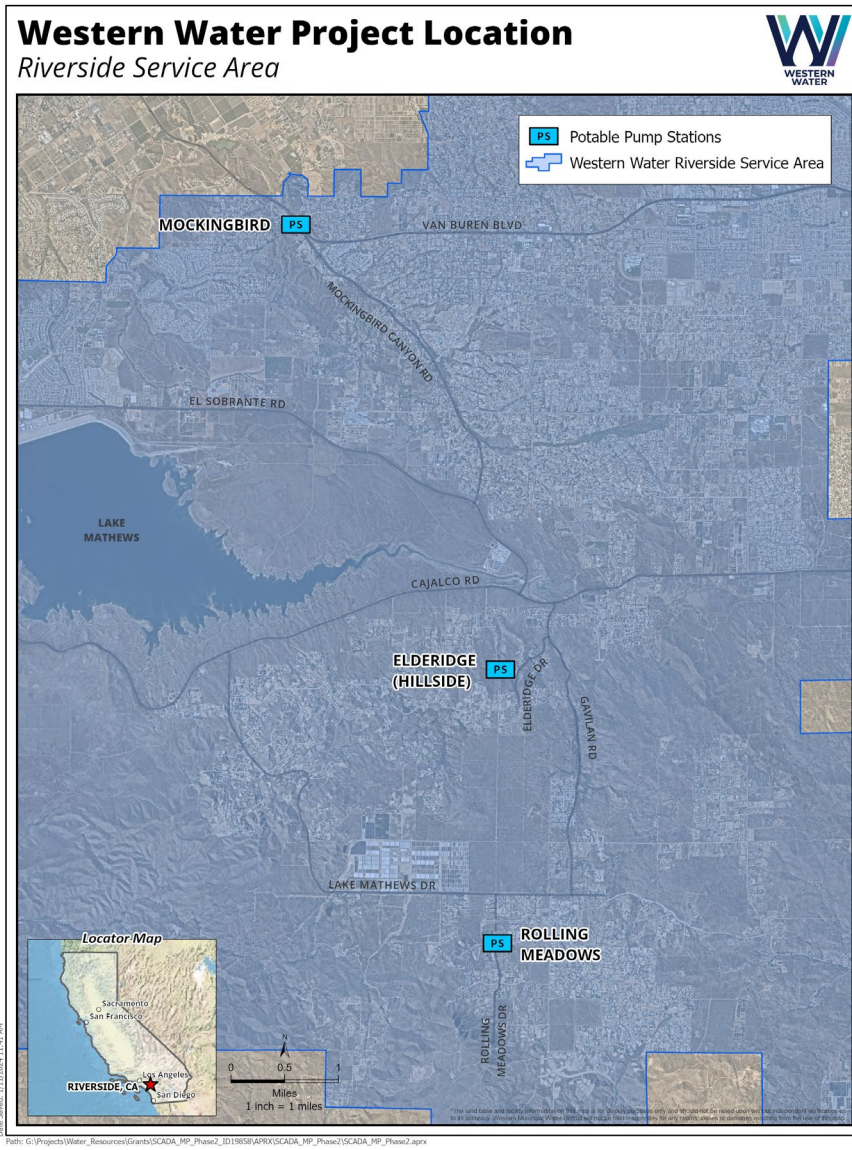 Western Water Project Location
Riverside Service Area
WESTERN
WATER
PS Potable Pump Stations
Western Water Riverside Service Area
MOCKINGBIRD
PS
VAN BUREN BLVD
MOCKINGBIRD CANYON RD
EL SOBRANTE RD
LAKE
MATHEWS
CAJALCO RD
ELDERIDGE
(HILLSIDE)
PS
ELDERIDGE DR
GAVILAN RD
LAKE MATHEWS DR
PS
ROLLING
MEADOWS
ROLLING
MEADOWS DR
Locator Map
Sacramento
San Francisco
Los Angeles
RIVERSIDE, CA
San Diego
N
0 0.5 1
Miles
1 inch = 1 miles
Path: G:\Projects\Water_Resources\Grants\SCADA_MP_Phase2_ID19858\APRX\SCADA_MP_Phase2\SCADA_MP_Phase2.aprx